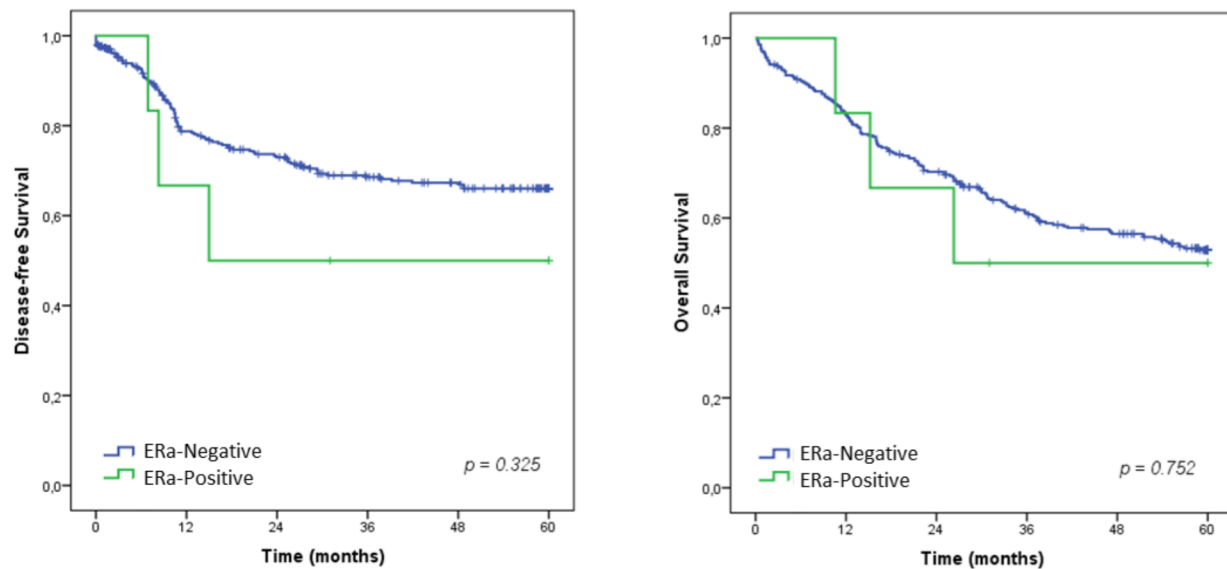 Disease-free Survival
1,0
0,8
0,6
0,4
0,2
0,0
ERa-Negative
ERa-Positive
p = 0.325
0 12 24 36 48 60
Time (months)
Overall Survival
1,0
0,8
0,6
0,4
0,2
0,0
ERa-Negative
ERa-Positive
p = 0.752
0 12 24 36 48 60
Time (months)